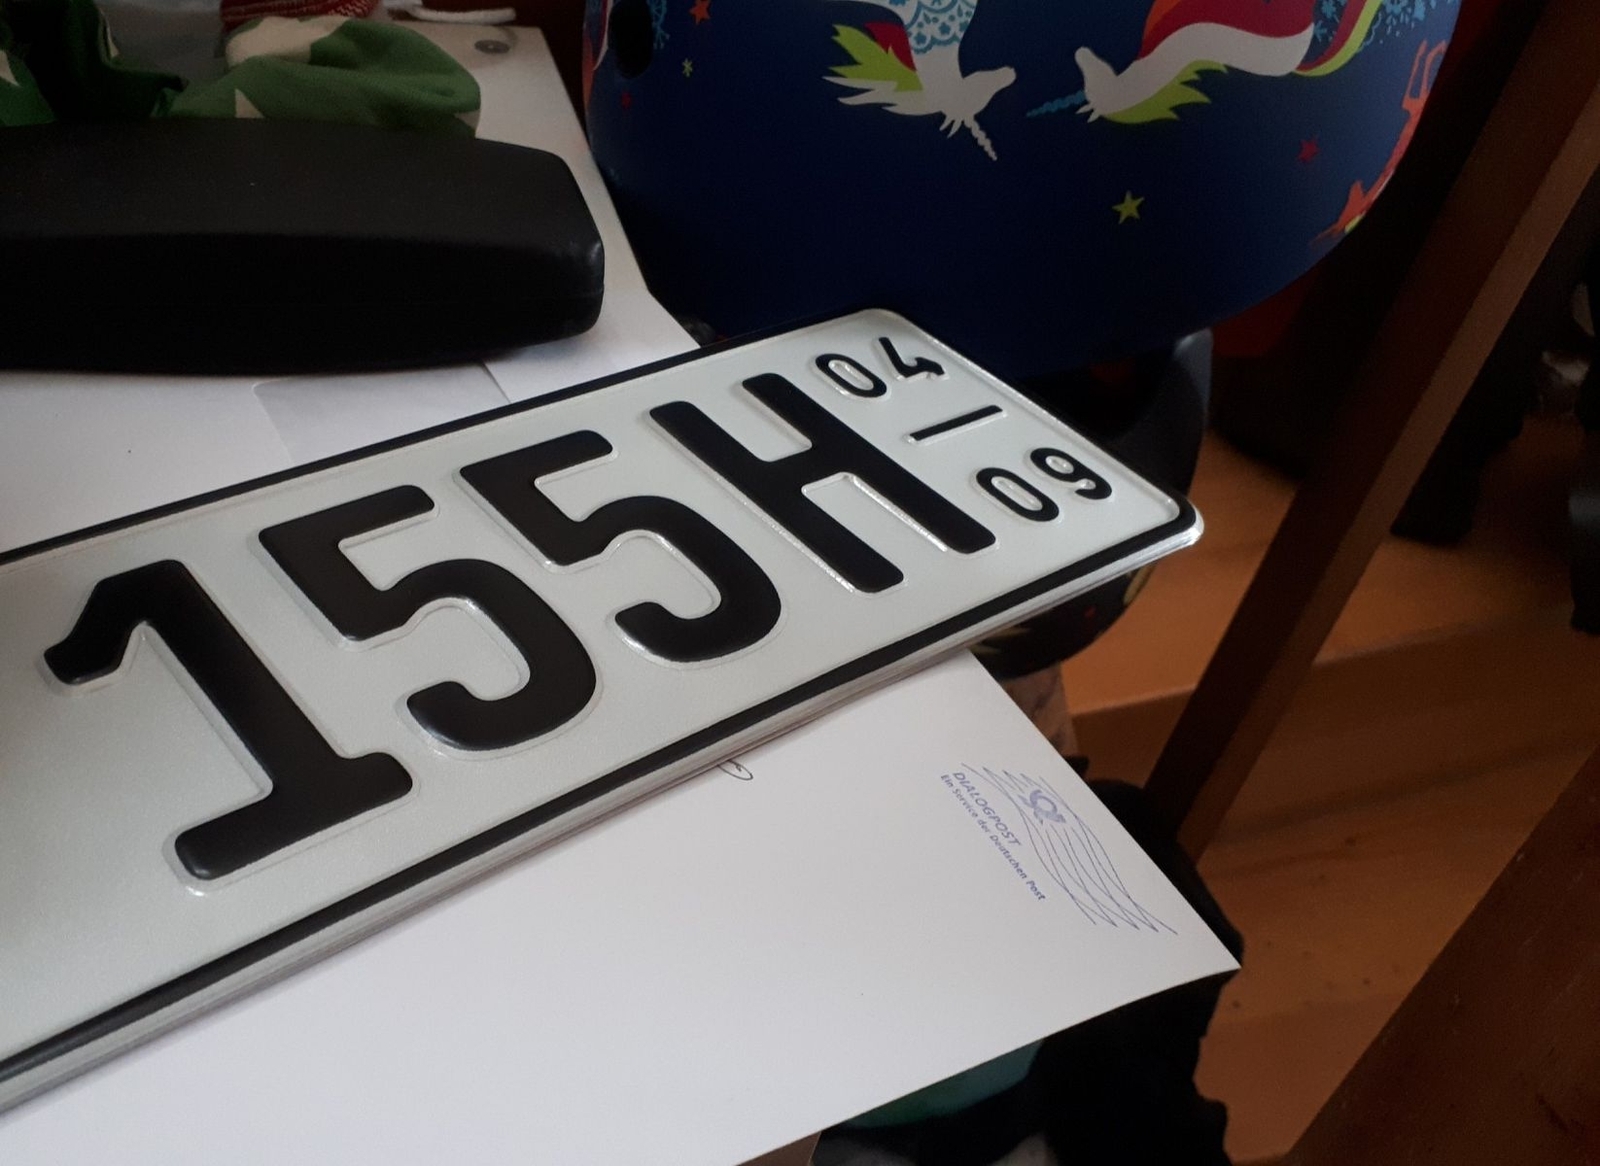 155H
04
09
DIALOGPOST
Ein Service der Deutschen Post